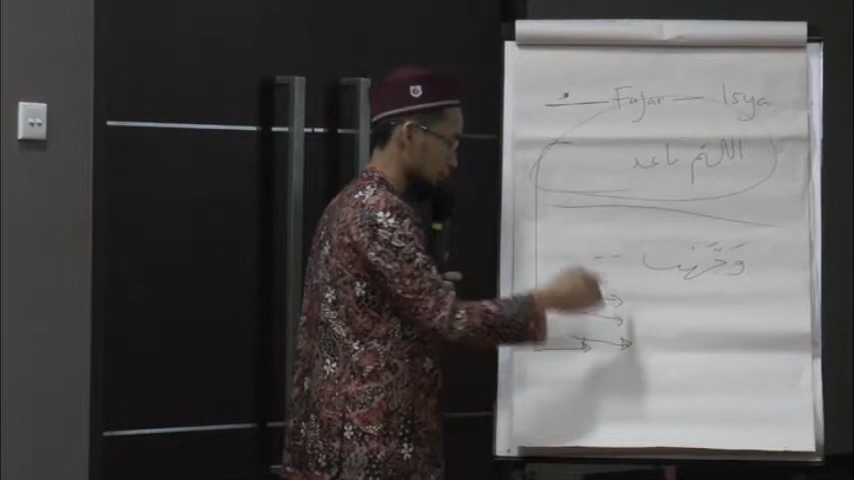 Fajar — Isya
اللهم باعد
وَجَّهْتُ --